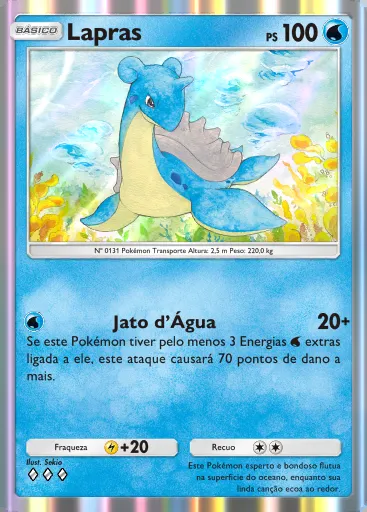 BÁSICO Lapras PS 100
Nº 0131 Pokémon Transporte Altura: 2,5 m Peso: 220,0 kg
Jato d'Água 20+
Se este Pokémon tiver pelo menos 3 Energias extras
ligada a ele, este ataque causará 70 pontos de dano a
mais.
Fraqueza +20 Recuo
Ilust. Sekio
Este Pokémon esperto e bondoso flutua
na superfície do oceano, enquanto sua
linda canção ecoa ao redor.